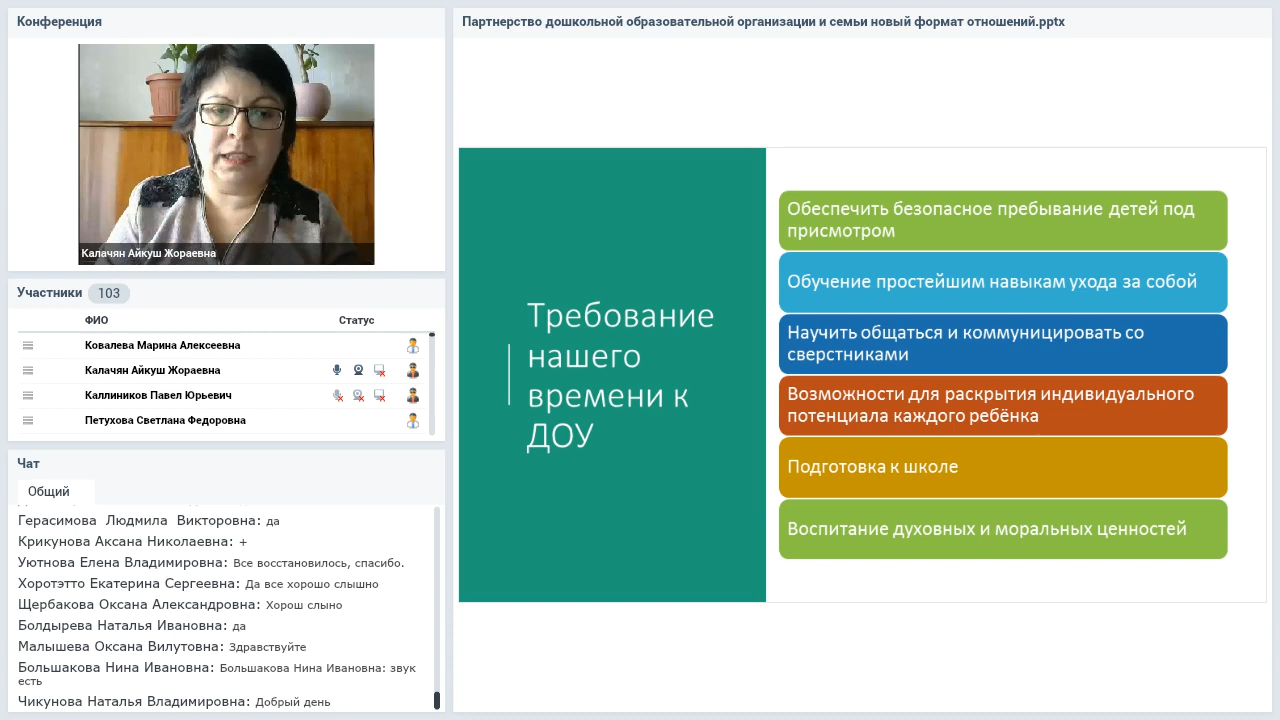 Конференция
Калачян Айкуш Жораевна
Участники 103
ФИО Статус
Ковалева Марина Алексеевна
Калачян Айкуш Жораевна
Каллиников Павел Юрьевич
Петухова Светлана Федоровна
Чат
Общий
Герасимова Людмила Викторовна: да
Крикунова Аксана Николаевна: +
Уютнова Елена Владимировна: Все восстановилось, спасибо.
Хоротэтто Екатерина Сергеевна: Да все хорошо слышно
Щербакова Оксана Александровна: Хорош слыно
Болдырева Наталья Ивановна: да
Малышева Оксана Вилутовна: Здравствуйте
Большакова Нина Ивановна: Большакова Нина Ивановна: звук
есть
Чикунова Наталья Владимировна: Добрый день
Партнерство дошкольной образовательной организации и семьи новый формат отношений.pptx
Требование
нашего
времени к
ДОУ
Обеспечить безопасное пребывание детей под
присмотром
Обучение простейшим навыкам ухода за собой
Научить общаться и коммуницировать со
сверстниками
Возможности для раскрытия индивидуального
потенциала каждого ребёнка
Подготовка к школе
Воспитание духовных и моральных ценностей